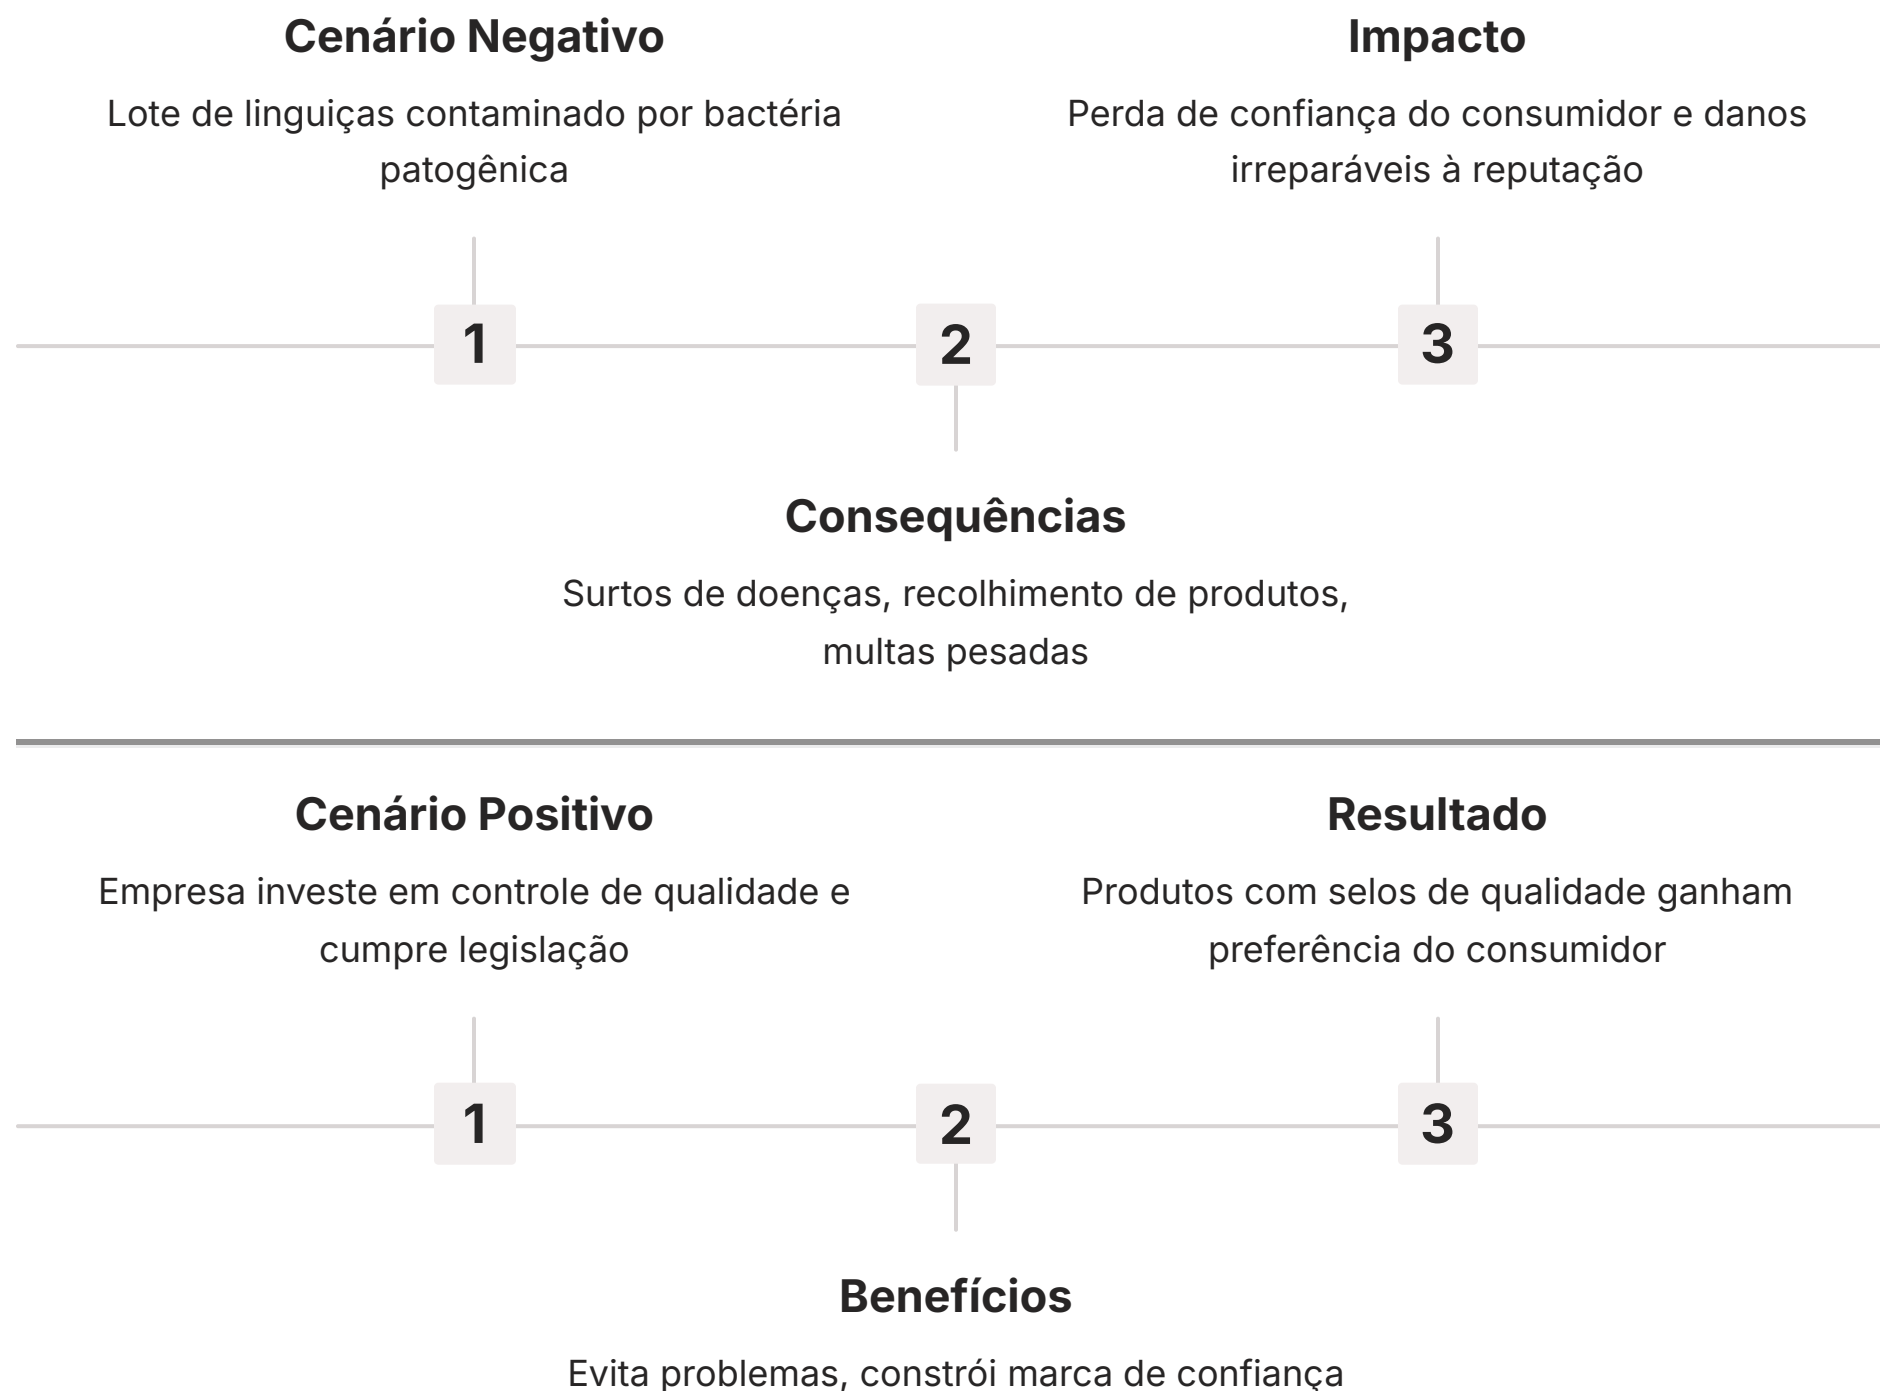 Cenário Negativo
Lote de linguiças contaminado por bactéria
patogênica
Impacto
Perda de confiança do consumidor e danos
irreparáveis à reputação
1
2
3
Consequências
Surtos de doenças, recolhimento de produtos,
multas pesadas
Cenário Positivo
Empresa investe em controle de qualidade e
cumpre legislação
Resultado
Produtos com selos de qualidade ganham
preferência do consumidor
1
2
3
Benefícios
Evita problemas, constrói marca de confiança